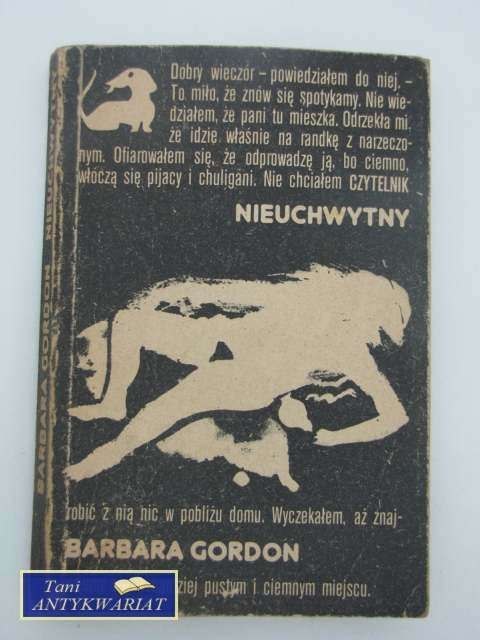 Dobry wieczór – powiedziałem do niej. –
To miło, że znów się spotykamy. Nie wie-
działem, że pani tu mieszka. Odrzekła mi.
że idzie właśnie na randkę z narzeczo-
nym. Ofiarowałem się, że odprowadzę ją, bo ciemno,
włóczą się pijacy i chuligani. Nie chciałem CZYTELNIK
NIEUCHWYTNY
robić z nią nic w pobliżu domu. Wyczekałem, aż znaj-
BARBARA GORDON
ziej pustym i ciemnym miejscu.
BARBARA GORDON NIEUCHWYTNY
Tani
ANTYKWARIAT